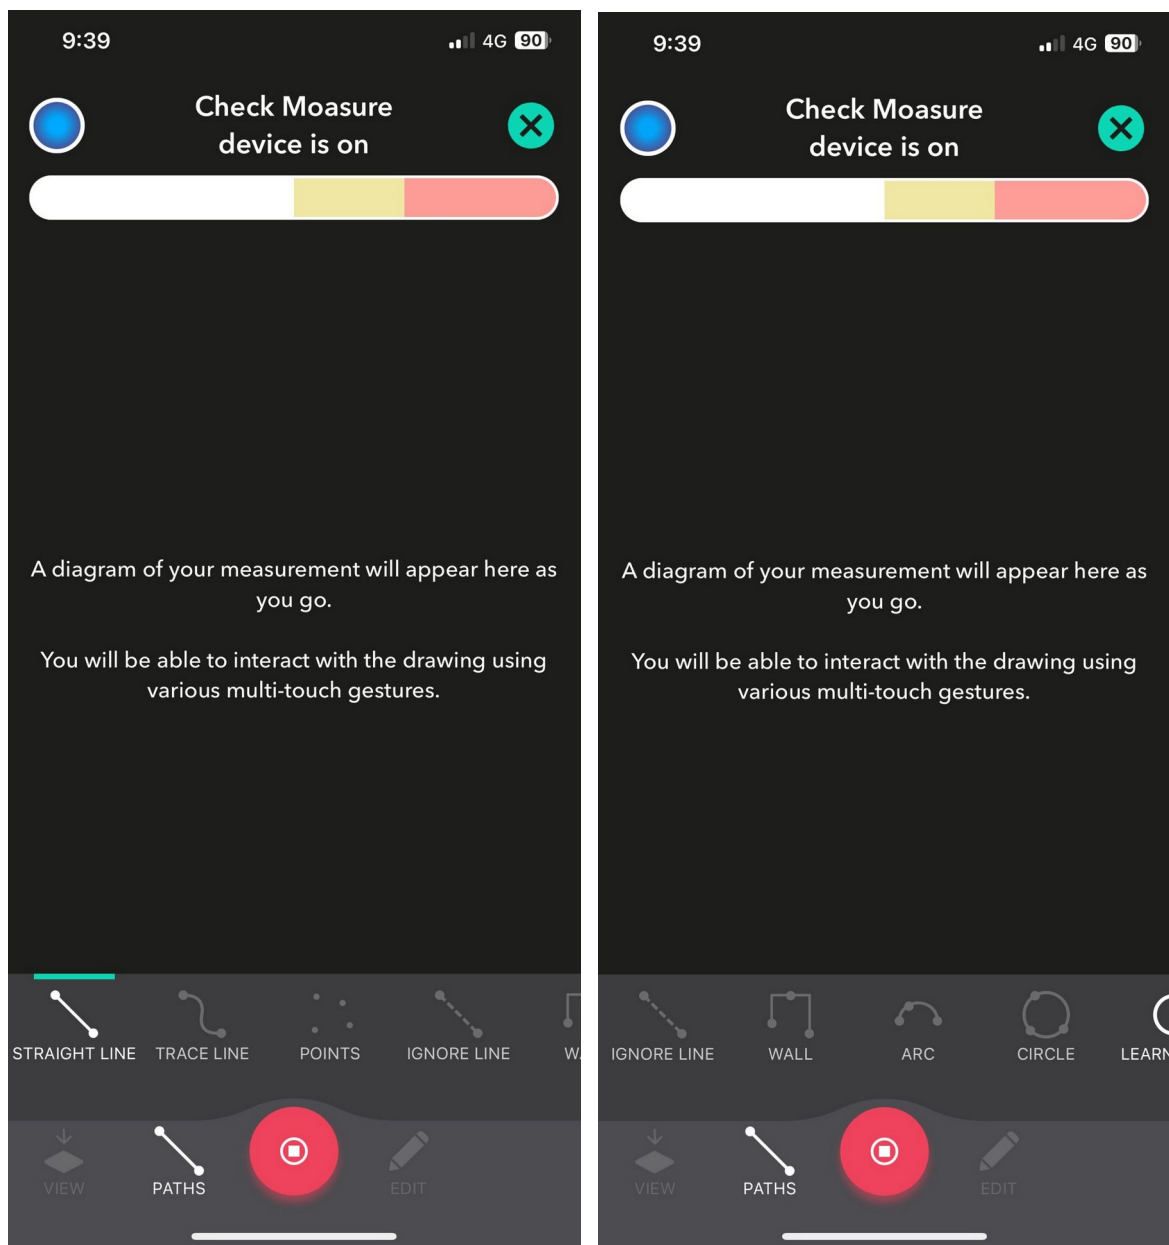 9:39
4G 90
Check Moasure
device is on
A diagram of your measurement will appear here as
you go.
You will be able to interact with the drawing using
various multi-touch gestures.
STRAIGHT LINE TRACE LINE POINTS IGNORE LINE W
VIEW PATHS EDIT
9:39
4G 90
Check Moasure
device is on
A diagram of your measurement will appear here as
you go.
You will be able to interact with the drawing using
various multi-touch gestures.
IGNORE LINE WALL ARC CIRCLE LEARN
VIEW PATHS EDIT